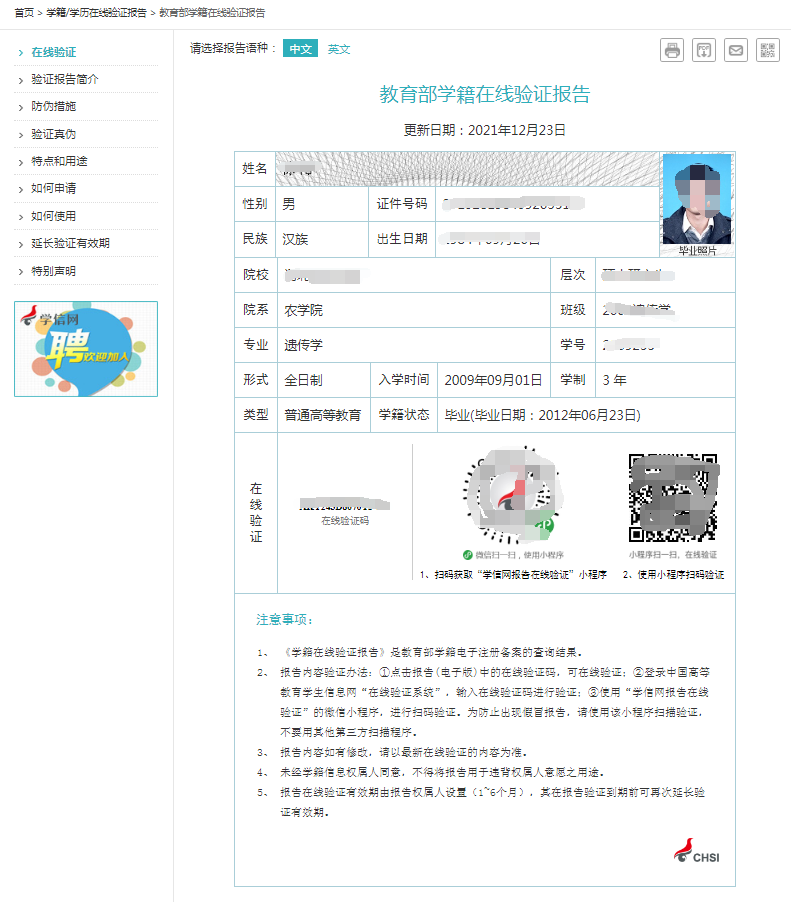 首页 > 学籍/学历在线验证报告 > 教育部学籍在线验证报告
在线验证
验证报告简介
防伪措施
验证真伪
特点和用途
如何申请
如何使用
延长验证有效期
特别声明
学信网
聘 欢迎加入
请选择报告语种： 中文 英文
PDF
教育部学籍在线验证报告
更新日期：2021年12月23日
姓名
性别 男 证件号码
民族 汉族 出生日期
毕业照片
院校 层次
院系 农学院 班级
专业 遗传学 学号
形式 全日制 入学时间 2009年09月01日 学制 3 年
类型 普通高等教育 学籍状态 毕业(毕业日期：2012年06月23日)
在线验证
在线验证码
微信扫一扫，使用小程序
小程序扫一扫，在线验证
1、扫码获取“学信网报告在线验证”小程序
2、使用小程序扫码验证
注意事项：
1、 《学籍在线验证报告》是教育部学籍电子注册备案的查询结果。
2、 报告内容验证办法：①点击报告(电子版)中的在线验证码，可在线验证；②登录中国高等
教育学生信息网“在线验证系统”，输入在线验证码进行验证；③使用“学信网报告在线
验证”的微信小程序，进行扫码验证。为防止出现假冒报告，请使用该小程序扫描验证，
不要用其他第三方扫描程序。
3、 报告内容如有修改，请以最新在线验证的内容为准。
4、 未经学籍信息权属人同意，不得将报告用于违背权属人意愿之用途。
5、 报告在线验证有效期由报告权属人设置（1~6个月），其在报告验证到期前可再次延长验
证有效期。
CHSI